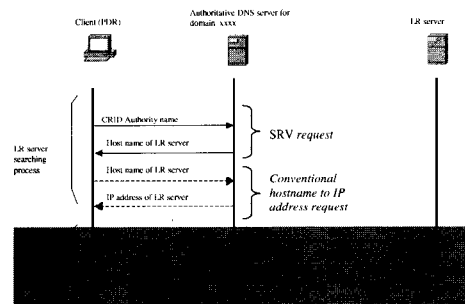 Authoritative DNS server for
domain xxxx
Client (PDR)
LR server
CRID Authority name
Host name of LR server
SRV request
LR server
searching
process
Host name of LR server
IP address of LR server
Conventional
hostname to IP
address request